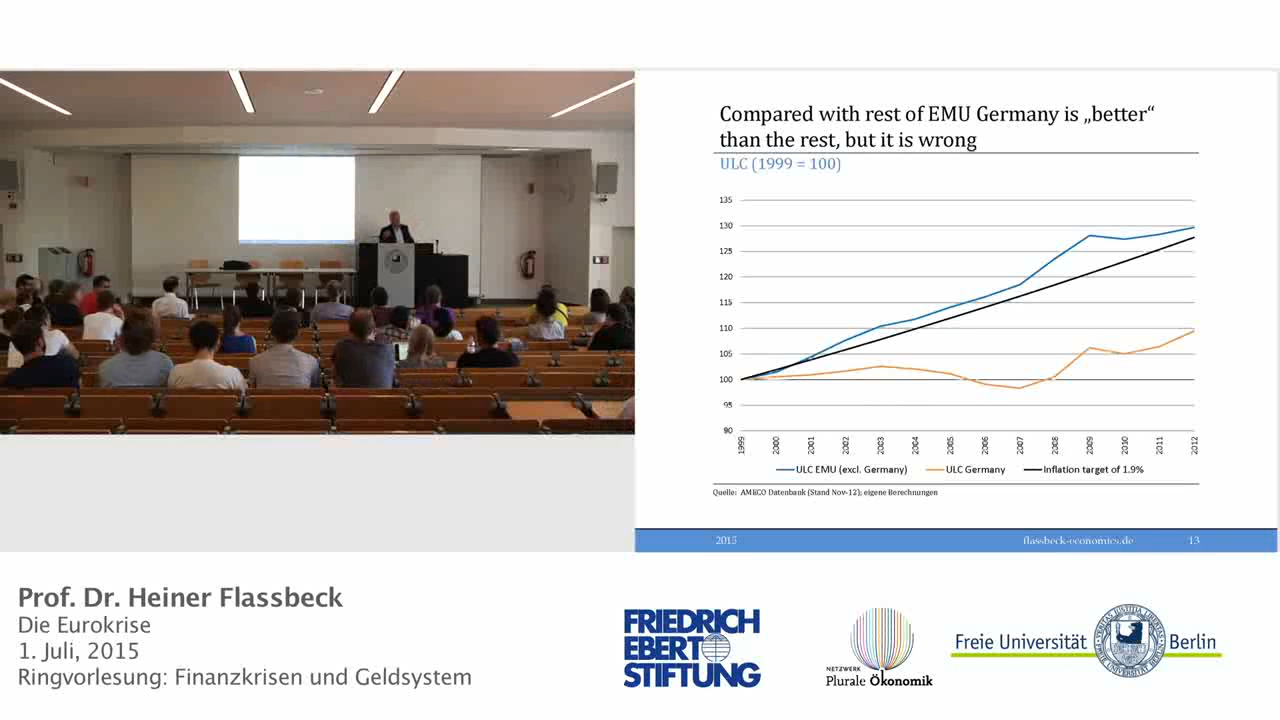 Compared with rest of EMU Germany is „better“
than the rest, but it is wrong
ULC (1999 = 100)
135
130
125
120
115
110
105
100
95
90
1999 2000 2001 2002 2003 2004 2005 2006 2007 2008 2009 2010 2011 2012
ULC EMU (excl. Germany) ULC Germany Inflation target of 1.9%
Quelle: AMECO Datenbank (Stand Nov-12); eigene Berechnungen
2015 flassbeck-economics.de 13
Prof. Dr. Heiner Flassbeck
Die Eurokrise
1. Juli, 2015
Ringvorlesung: Finanzkrisen und Geldsystem
FRIEDRICH
EBERT
STIFTUNG
NETZWERK
Plurale Ökonomik
Freie Universität Berlin